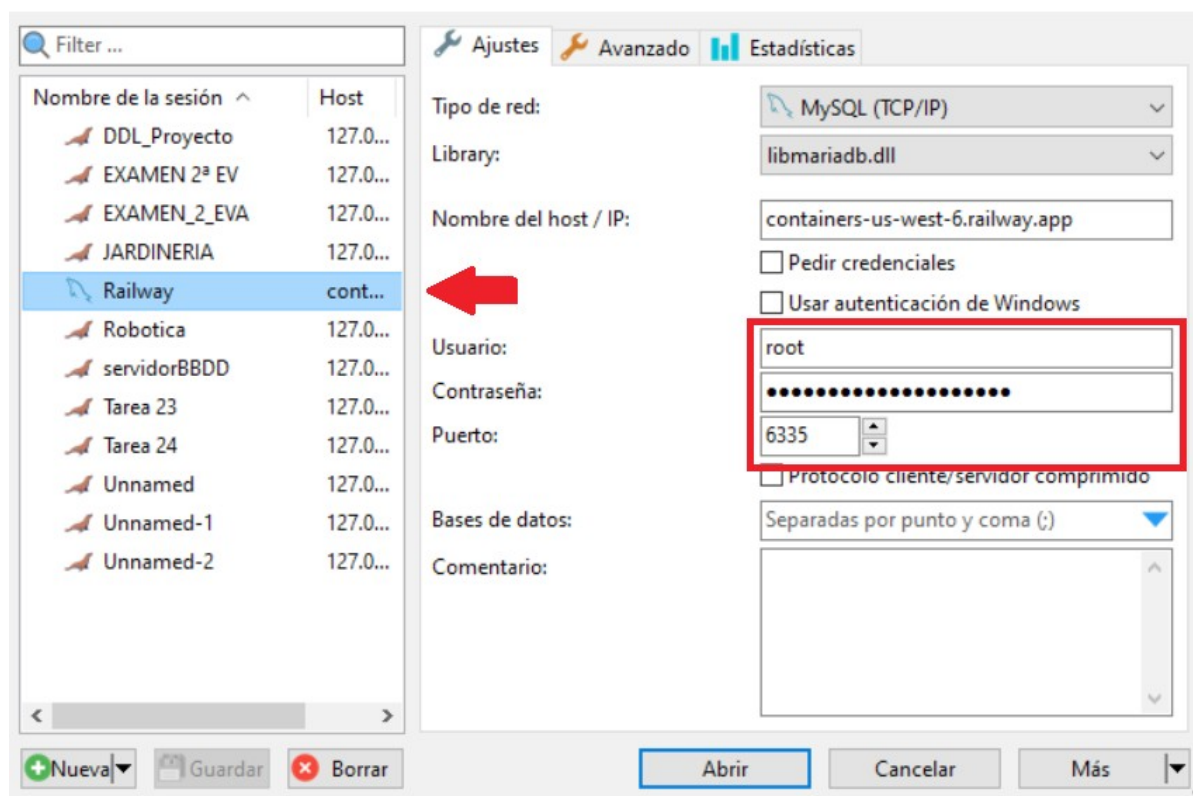 Filter ...
Nombre de la sesión Host
DDL_Proyecto 127.0...
EXAMEN 2ª EV 127.0...
EXAMEN_2_EVA 127.0...
JARDINERIA 127.0...
Railway cont...
Robotica 127.0...
servidorBBDD 127.0...
Tarea 23 127.0...
Tarea 24 127.0...
Unnamed 127.0...
Unnamed-1 127.0...
Unnamed-2 127.0...
Nueva Guardar Borrar
Ajustes Avanzado Estadísticas
Tipo de red: MySQL (TCP/IP)
Library: libmariadb.dll
Nombre del host / IP: containers-us-west-6.railway.app
Pedir credenciales
Usar autenticación de Windows
Usuario: root
Contraseña: ●●●●●●●●●●●●●●●●●●●●
Puerto: 6335
Protocolo cliente/servidor comprimido
Bases de datos: Separadas por punto y coma (;)
Comentario:
Abrir Cancelar Más